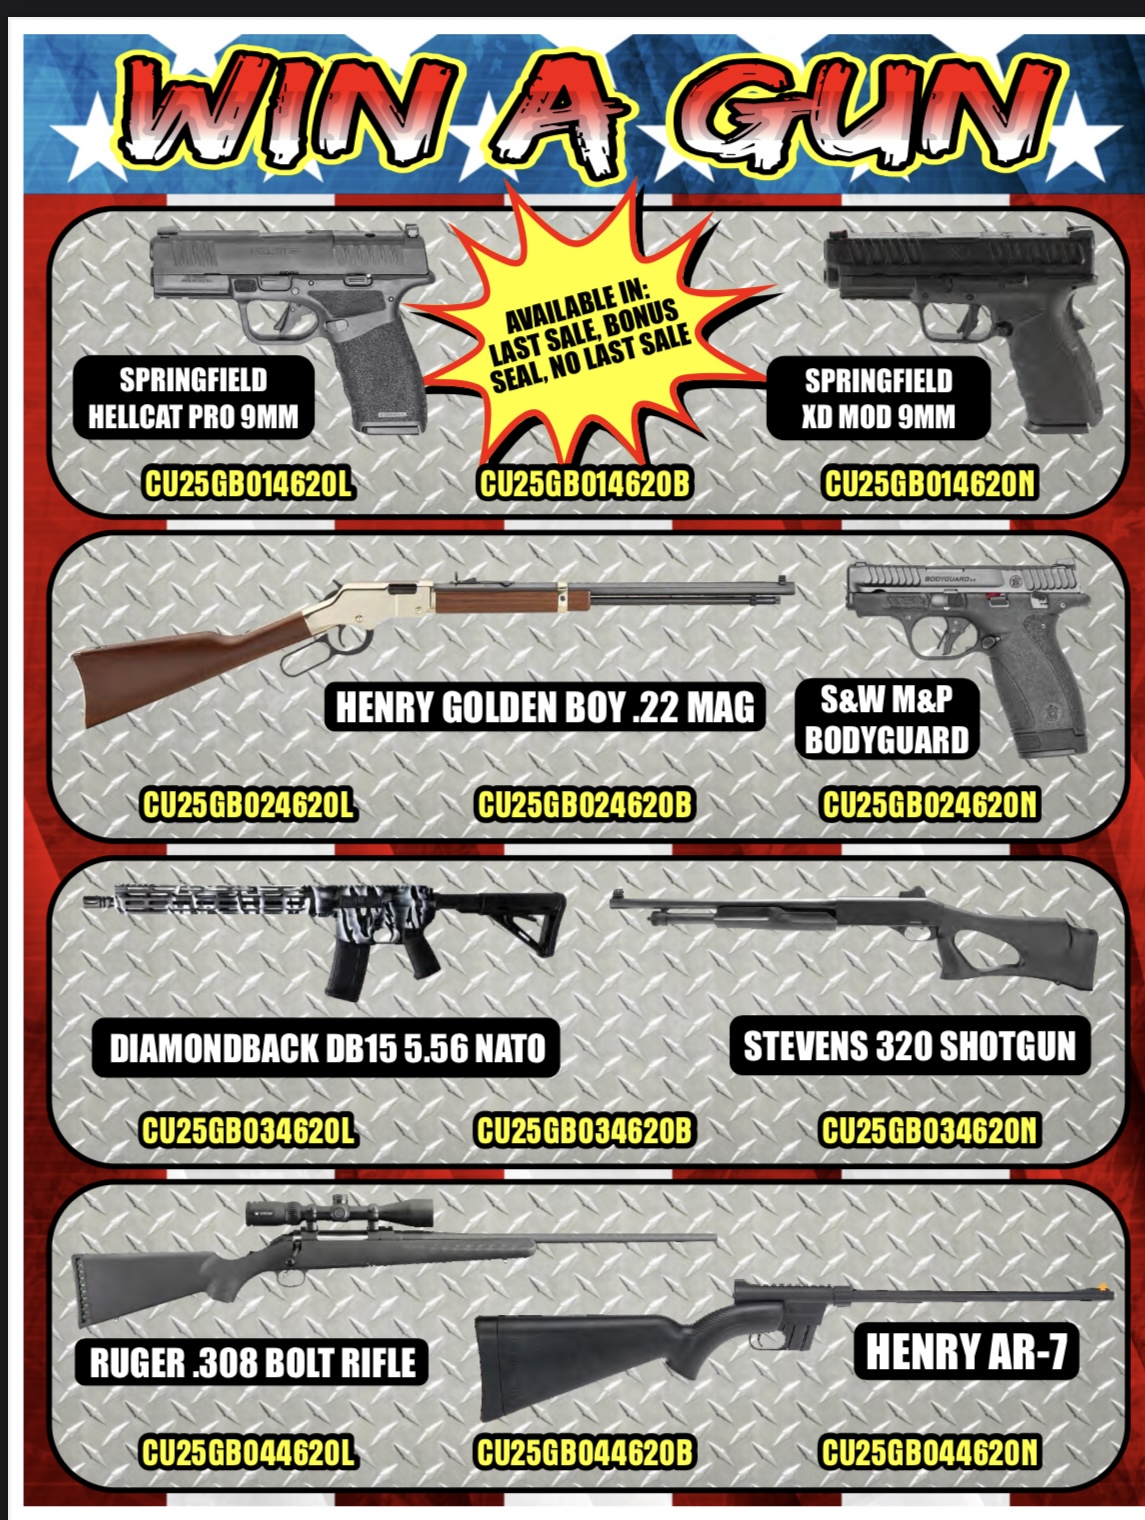 WIN A GUN
AVAILABLE IN:
LAST SALE, BONUS
SEAL, NO LAST SALE
SPRINGFIELD
HELLCAT PRO 9MM
SPRINGFIELD
XD MOD 9MM
CU25GB014620L
CU25GB014620B
CU25GB014620N
BODYGUARD
HENRY GOLDEN BOY .22 MAG
S&W M&P
BODYGUARD
CU25GB024620L
CU25GB024620B
CU25GB024620N
DIAMONDBACK DB15 5.56 NATO
STEVENS 320 SHOTGUN
CU25GB034620L
CU25GB034620B
CU25GB034620N
RUGER .308 BOLT RIFLE
HENRY AR-7
CU25GB044620L
CU25GB044620B
CU25GB044620N